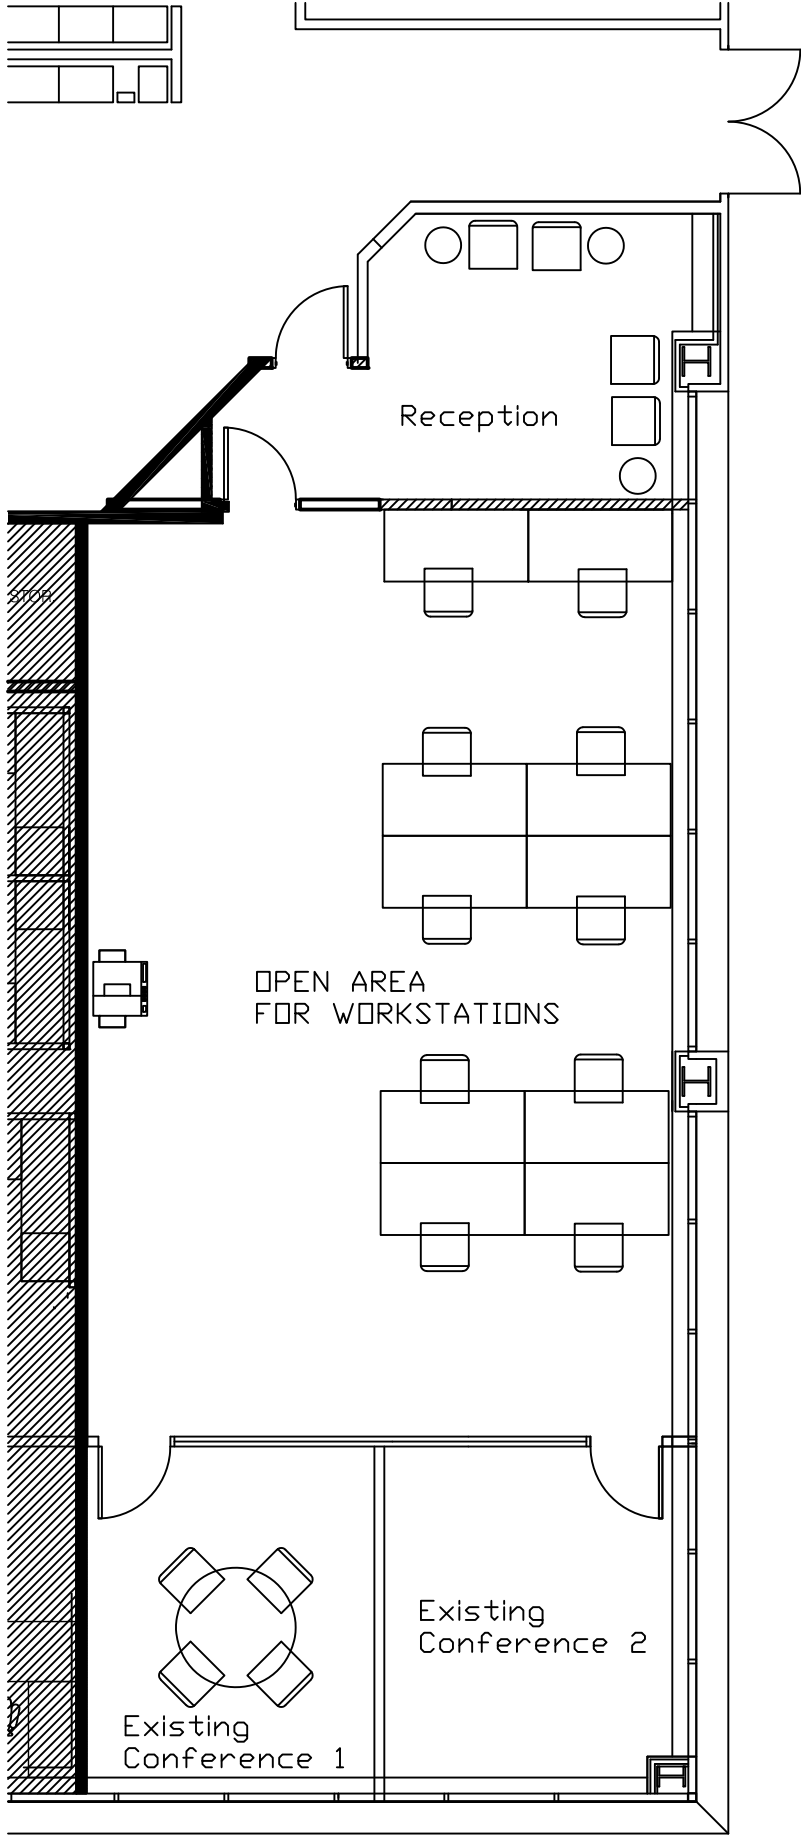 Reception
STOR.
OPEN AREA
FOR WORKSTATIONS
Existing
Conference 2
Existing
Conference 1